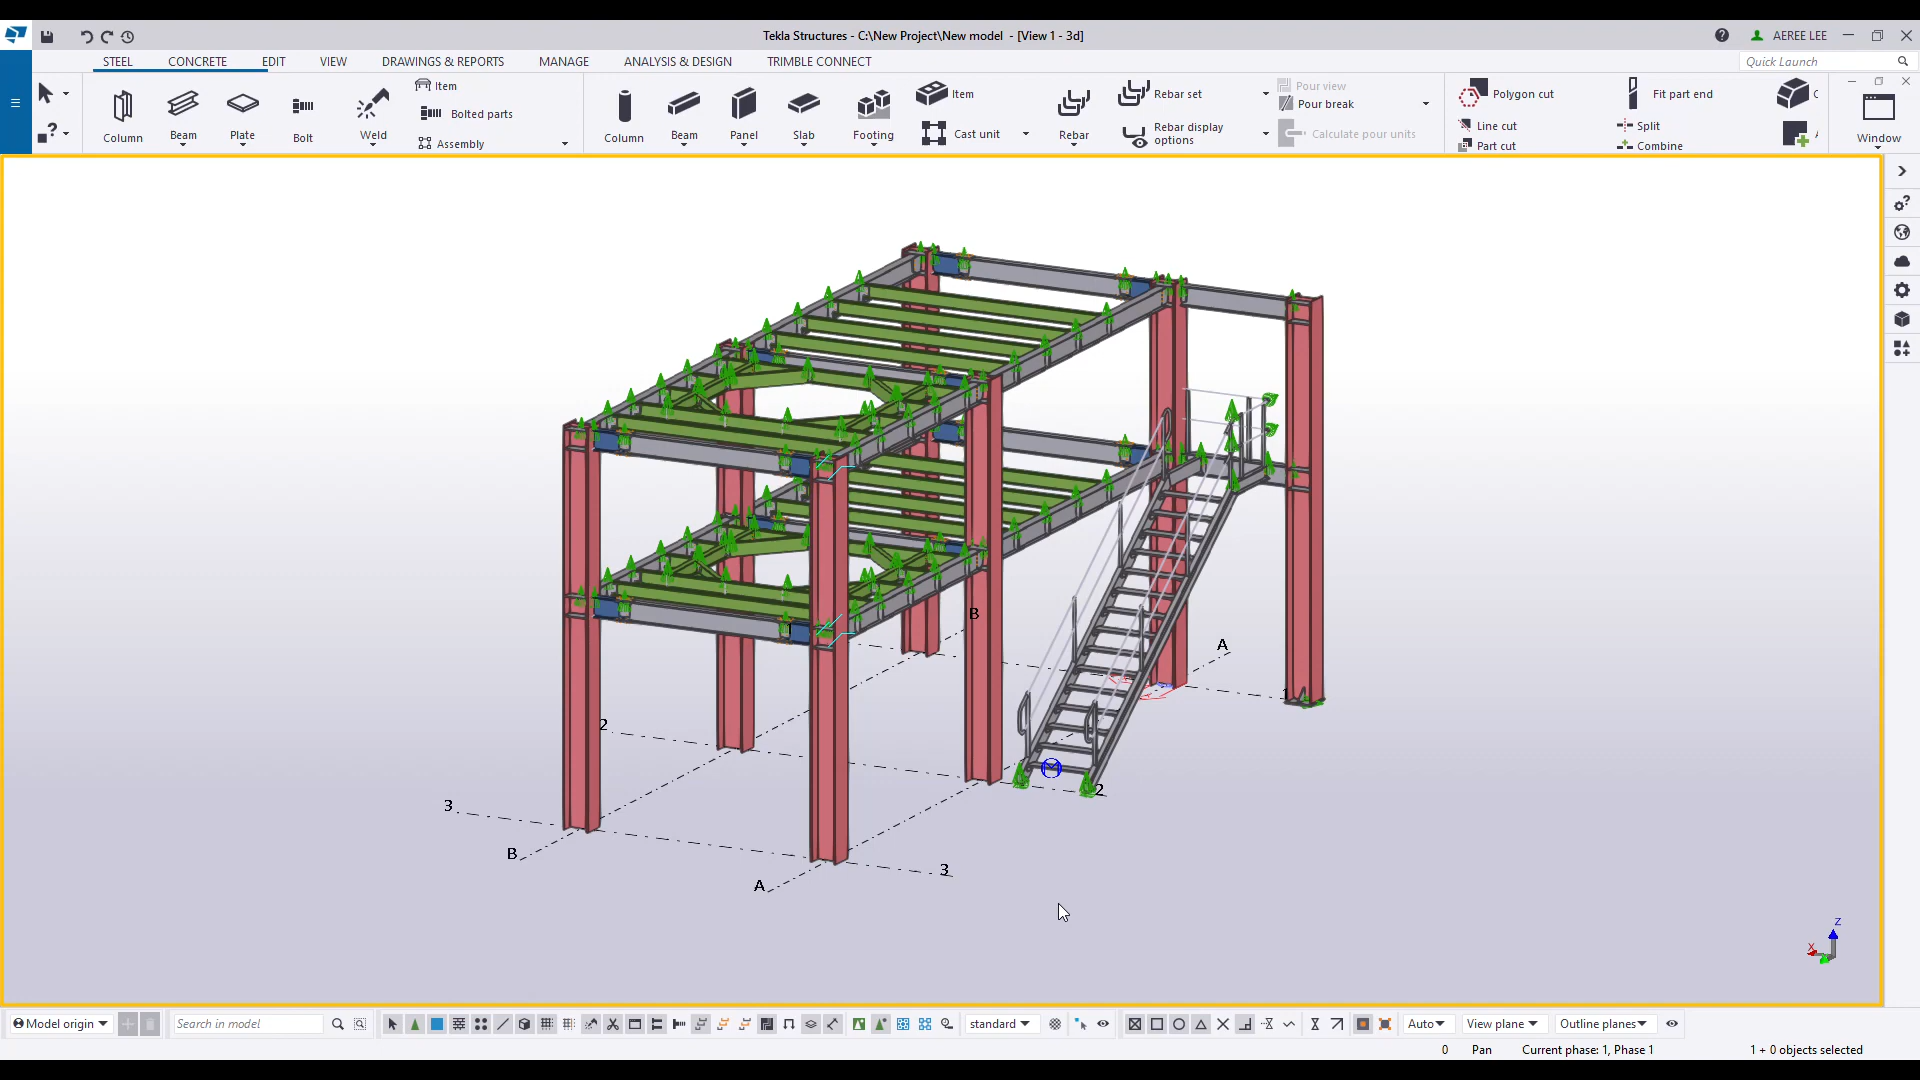 Tekla Structures - C:\New Project\New model - [View 1 - 3d]
AEREE LEE
STEEL CONCRETE EDIT VIEW DRAWINGS & REPORTS MANAGE ANALYSIS & DESIGN TRIMBLE CONNECT
Quick Launch
Column
Beam
Plate
Bolt
Weld
Item
Bolted parts
Assembly
Column
Beam
Panel
Slab
Footing
Item
Cast unit
Rebar
Rebar set
Rebar display
options
Pour view
Pour break
Calculate pour units
Polygon cut
Line cut
Part cut
Fit part end
Split
Combine
Window
B
A
1
1
2
2
3
3
B
A
Z
X
Model origin
Search in model
standard
Auto
View plane
Outline planes
0
Pan
Current phase: 1, Phase 1
1 + 0 objects selected